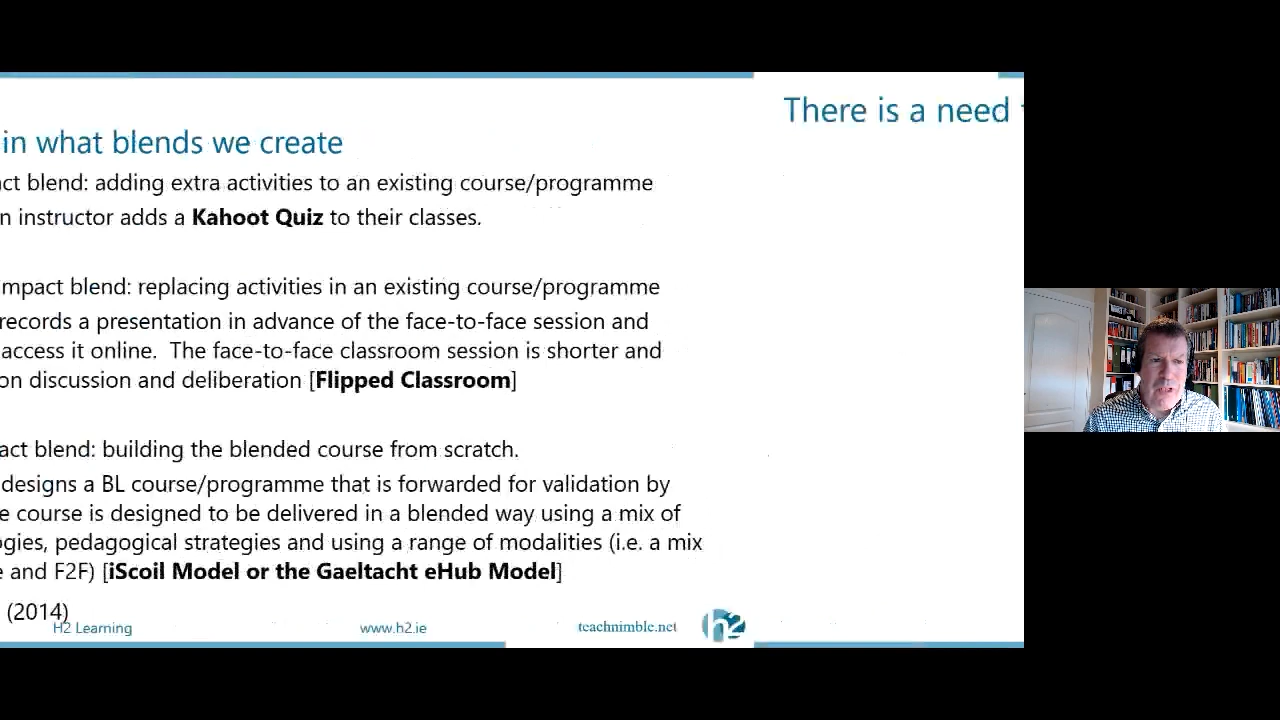 There is a need
in what blends we create
act blend: adding extra activities to an existing course/programme
n instructor adds a Kahoot Quiz to their classes.
mpact blend: replacing activities in an existing course/programme
records a presentation in advance of the face-to-face session and
access it online. The face-to-face classroom session is shorter and
on discussion and deliberation [Flipped Classroom]
act blend: building the blended course from scratch.
designs a BL course/programme that is forwarded for validation by
e course is designed to be delivered in a blended way using a mix of
ogies, pedagogical strategies and using a range of modalities (i.e. a mix
e and F2F) [iScoil Model or the Gaeltacht eHub Model]
(2014)
H2 Learning www.h2.ie teachnimble.net h2